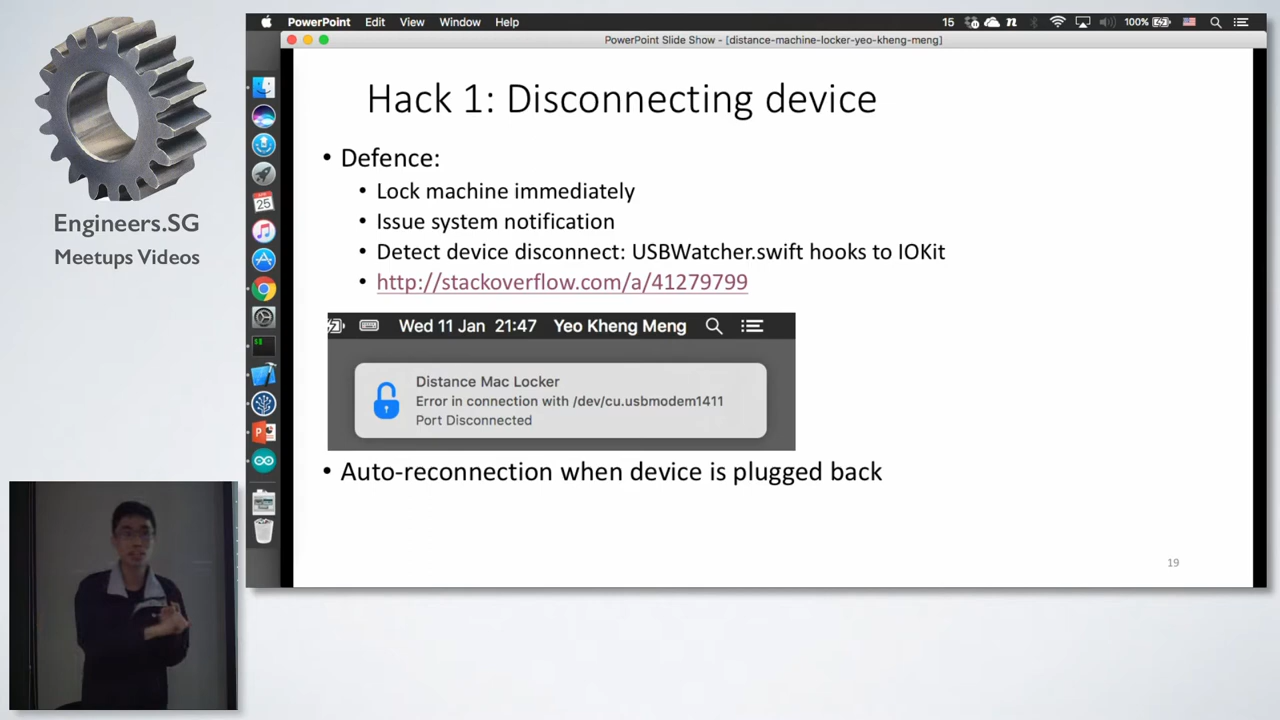 Engineers.SG
Meetups Videos
PowerPoint Edit View Window Help
15 100%
PowerPoint Slide Show - [distance-machine-locker-yeo-kheng-meng]
Hack 1: Disconnecting device
• Defence:
• Lock machine immediately
• Issue system notification
• Detect device disconnect: USBWatcher.swift hooks to IOKit
• http://stackoverflow.com/a/41279799
Wed 11 Jan 21:47 Yeo Kheng Meng
Distance Mac Locker
Error in connection with /dev/cu.usbmodem1411
Port Disconnected
• Auto-reconnection when device is plugged back
25
19